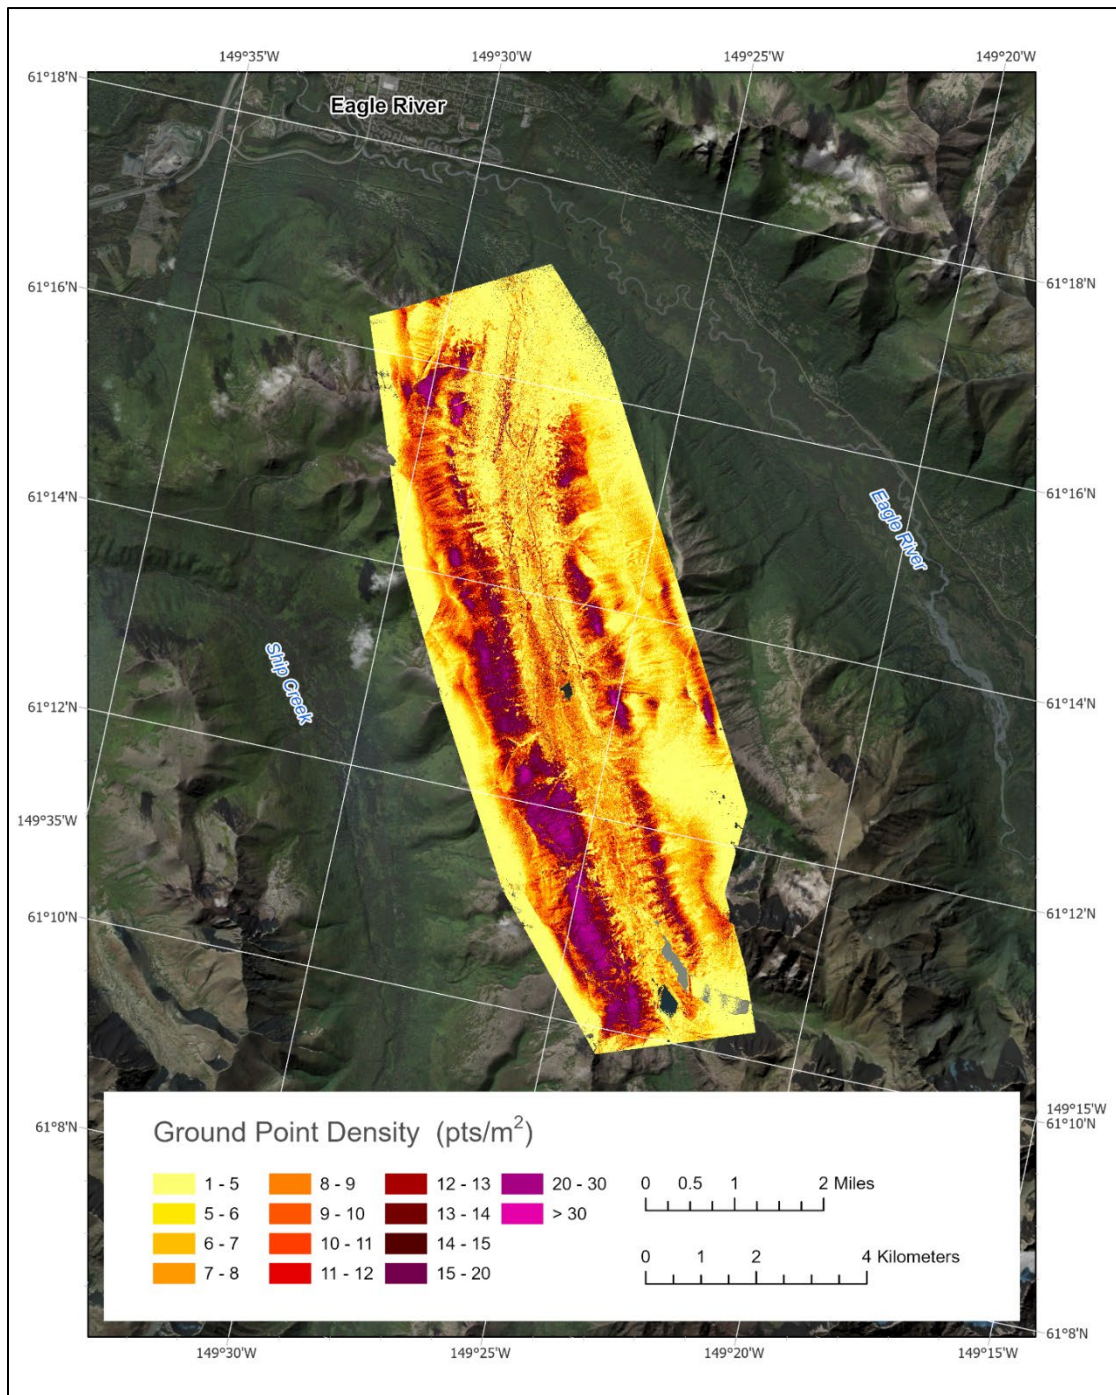 149°35'W 149°30'W 149°25'W 149°20'W
61°18'N
Eagle River
61°16'N
61°18'N
61°14'N
61°16'N
Eagle River
Ship Creek
61°12'N
61°14'N
149°35'W
61°10'N
61°12'N
149°15'W
61°8'N
61°10'N
Ground Point Density (pts/m²)
1 - 5 8 - 9 12 - 13 20 - 30
5 - 6 9 - 10 13 - 14 > 30
6 - 7 10 - 11 14 - 15
7 - 8 11 - 12 15 - 20
0 0.5 1 2 Miles
0 1 2 4 Kilometers
61°8'N
149°30'W 149°25'W 149°20'W 149°15'W